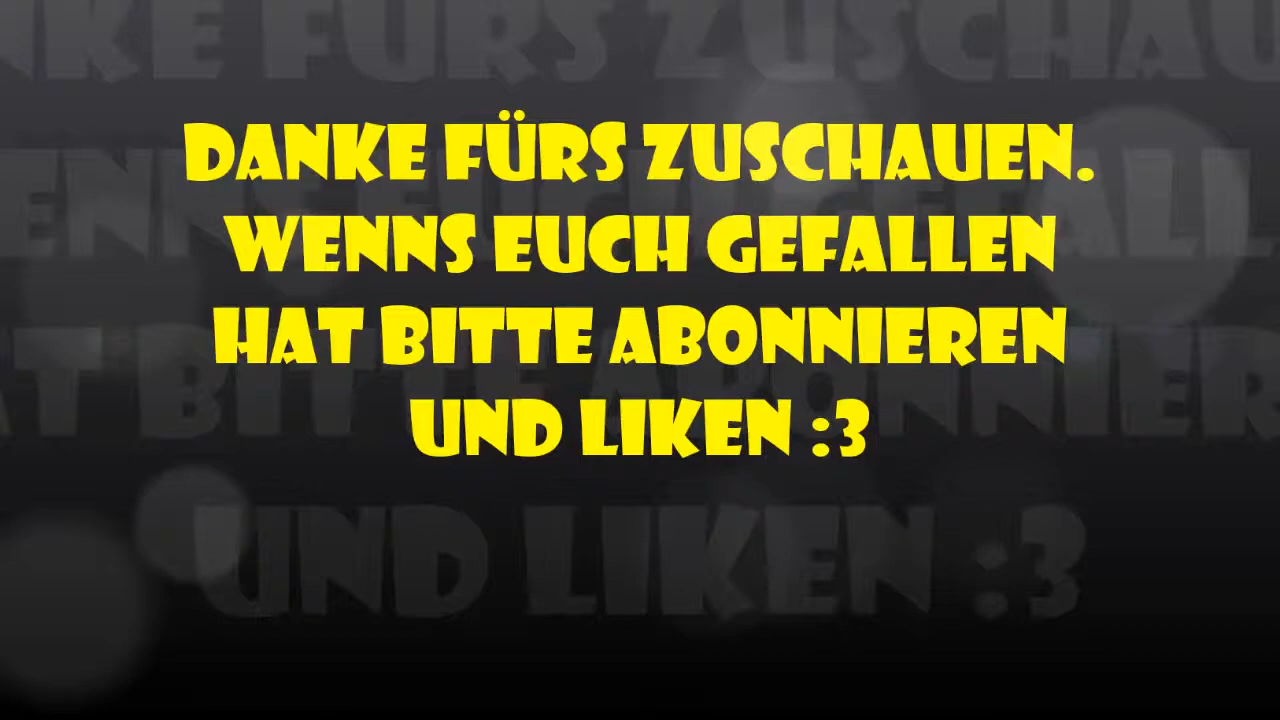 DANKE FÜRS ZUSCHAUEN.
WENNS EUCH GEFALLEN
HAT BITTE ABONNIEREN
UND LIKEN :3